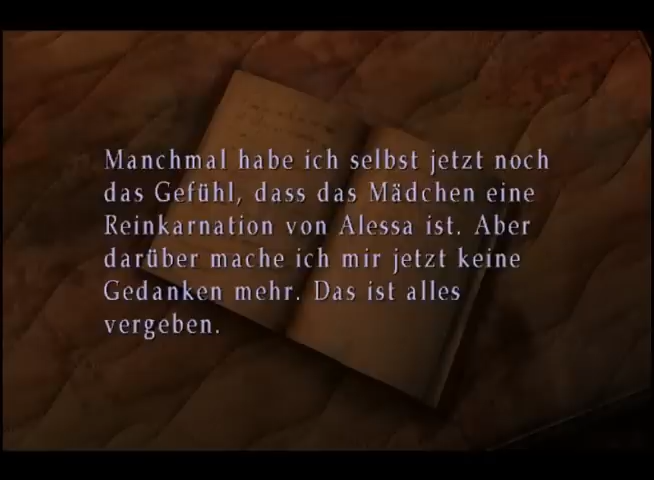 Manchmal habe ich selbst jetzt noch
das Gefühl, dass das Mädchen eine
Reinkarnation von Alessa ist. Aber
darüber mache ich mir jetzt keine
Gedanken mehr. Das ist alles
vergeben.